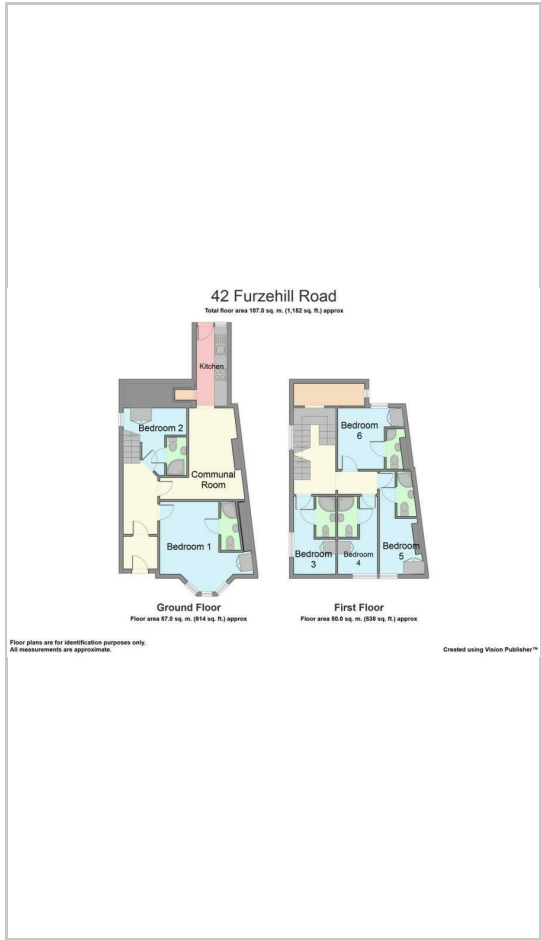 42 Furzehill Road
Total floor area 107.0 sq. m. (1,152 sq. ft.) approx
Kitchen
Bedroom 2
Communal
Room
Bedroom 1
Bedroom
6
Bedroom
3
Bedroom
4
Bedroom
5
Ground Floor
Floor area 57.0 sq. m. (614 sq. ft.) approx
First Floor
Floor area 50.0 sq. m. (538 sq. ft.) approx
Floor plans are for identification purposes only.
All measurements are approximate.
Created using Vision Publisher™